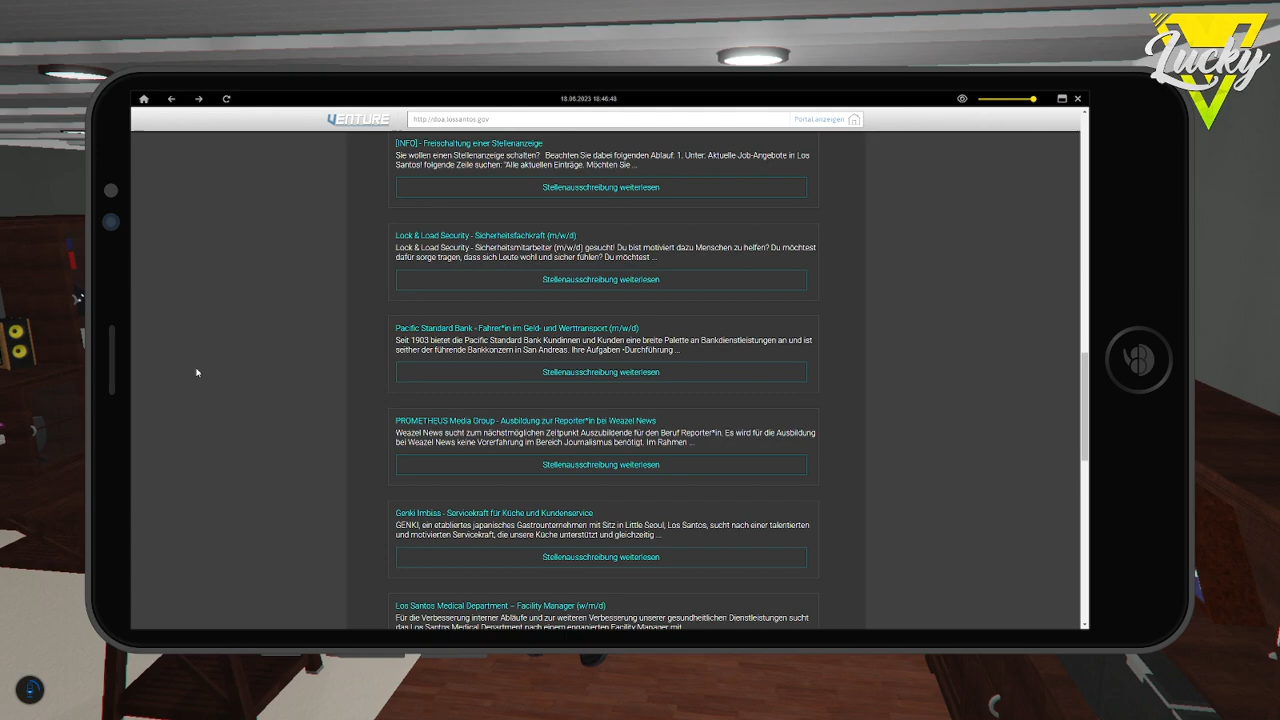 Lucky
18.06.2023 18:46:48
VENTURE
http://doa.lossantos.gov
Portal anzeigen
[INFO] - Freischaltung einer Stellenanzeige
Sie wollen einen Stellenanzeige schalten? Beachten Sie dabei folgenden Ablauf: 1. Unter: Aktuelle Job-Angebote in Los
Santos! folgende Zeile suchen: "Alle aktuellen Einträge. Möchten Sie ...
Stellenausschreibung weiterlesen
Lock & Load Security - Sicherheitsfachkraft (m/w/d)
Lock & Load Security - Sicherheitsmitarbeiter (m/w/d) gesucht! Du bist motiviert dazu Menschen zu helfen? Du möchtest
dafür sorge tragen, dass sich Leute wohl und sicher fühlen? Du möchtest ...
Stellenausschreibung weiterlesen
Pacific Standard Bank - Fahrer*in im Geld- und Werttransport (m/w/d)
Seit 1903 bietet die Pacific Standard Bank Kundinnen und Kunden eine breite Palette an Bankdienstleistungen an und ist
seither der führende Bankkonzern in San Andreas. Ihre Aufgaben •Durchführung ...
Stellenausschreibung weiterlesen
PROMETHEUS Media Group - Ausbildung zur Reporter*in bei Weazel News
Weazel News sucht zum nächstmöglichen Zeitpunkt Auszubildende für den Beruf Reporter*in. Es wird für die Ausbildung
bei Weazel News keine Vorerfahrung im Bereich Journalismus benötigt. Im Rahmen ...
Stellenausschreibung weiterlesen
Genki Imbiss - Servicekraft für Küche und Kundenservice
GENKI, ein etabliertes japanisches Gastrounternehmen mit Sitz in Little Seoul, Los Santos, sucht nach einer talentierten
und motivierten Servicekraft, die unsere Küche unterstützt und gleichzeitig ...
Stellenausschreibung weiterlesen
Los Santos Medical Department – Facility Manager (w/m/d)
Für die Verbesserung interner Abläufe und zur weiteren Verbesserung unserer gesundheitlichen Dienstleistungen sucht
das Los Santos Medical Department nach einem engagierten Facility Manager mit